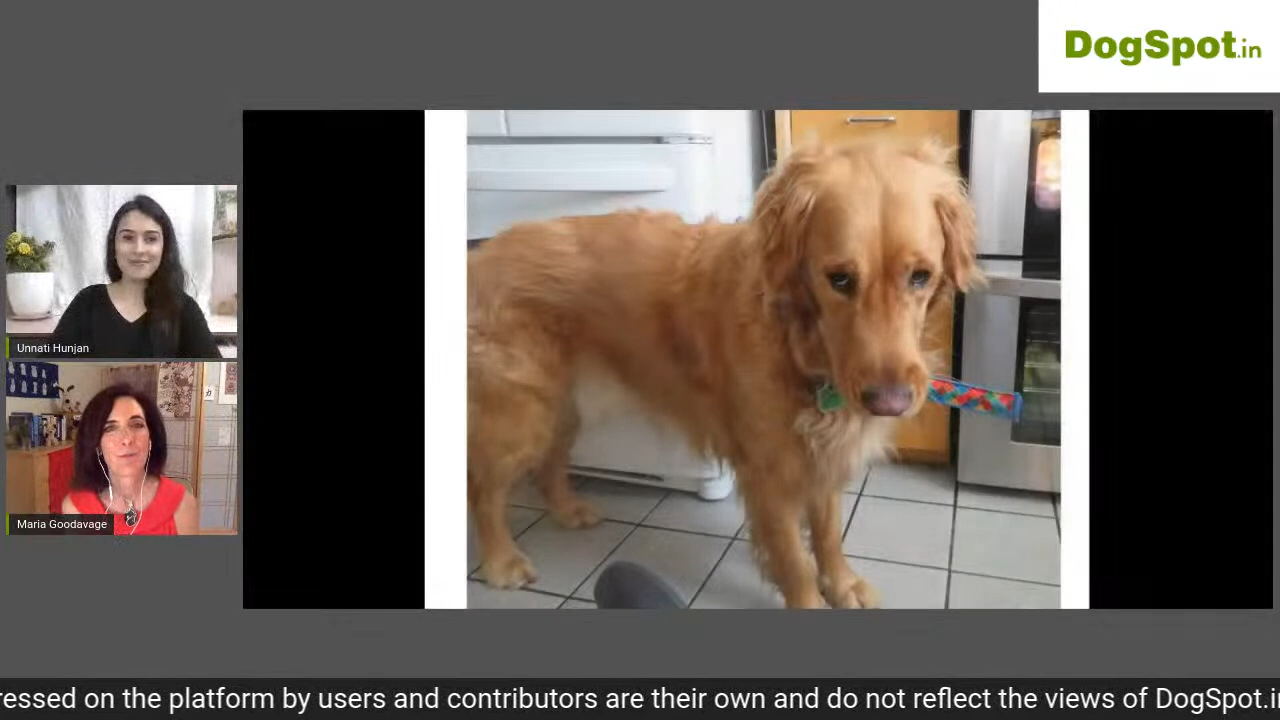 DogSpot.in
Unnati Hunjan
Maria Goodavage
ressed on the platform by users and contributors are their own and do not reflect the views of DogSpot.i